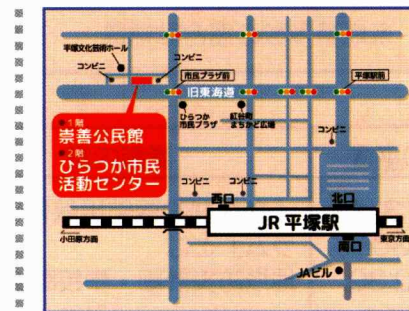 平塚文化芸術ホール
コンビニ
コンビニ
市民プラザ前
平塚駅前
旧東海道
ひらつか
市民プラザ
紅谷町
まちかど広場
●1階
崇善公民館
●2階
ひらつか市民
活動センター
コンビニ
コンビニ
コンビニ
西口
北口
JR 平塚駅
小田原方面
東京方面
南口
JAビル